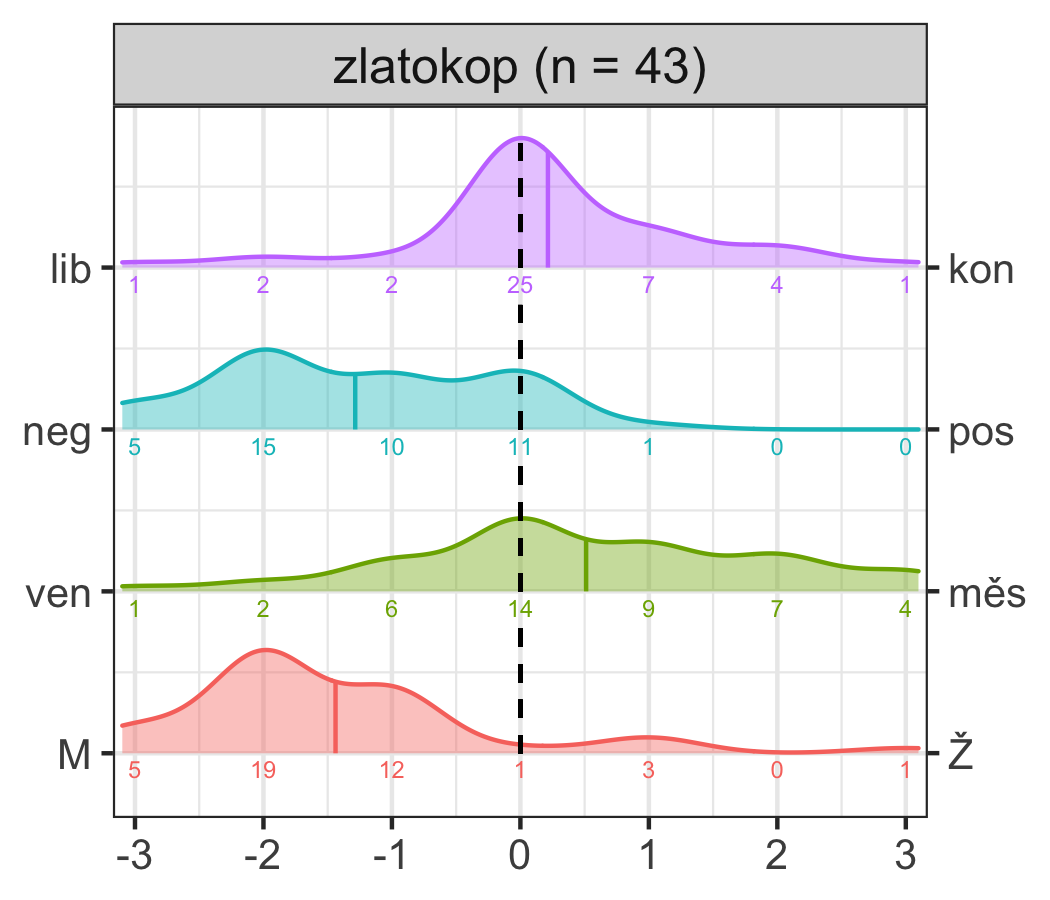 zlatokop (n = 43)
lib kon
1 2 2 25 7 4 1
neg pos
5 15 10 11 1 0 0
ven měs
1 2 6 14 9 7 4
M Ž
5 19 12 1 3 0 1
-3 -2 -1 0 1 2 3